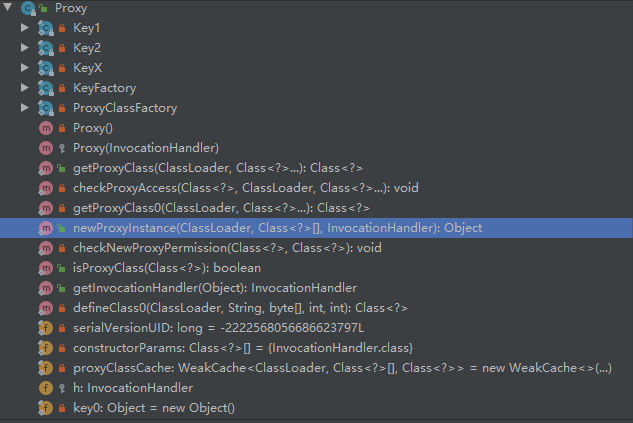 Proxy
Key1
Key2
KeyX
KeyFactory
ProxyClassFactory
Proxy()
Proxy(InvocationHandler)
getProxyClass(ClassLoader, Class<?>...): Class<?>
checkProxyAccess(Class<?>, ClassLoader, Class<?>...): void
getProxyClass0(ClassLoader, Class<?>...): Class<?>
newProxyInstance(ClassLoader, Class<?>[], InvocationHandler): Object
checkNewProxyPermission(Class<?>, Class<?>): void
isProxyClass(Class<?>): boolean
getInvocationHandler(Object): InvocationHandler
defineClass0(ClassLoader, String, byte[], int, int): Class<?>
serialVersionUID: long = -2222568056686623797L
constructorParams: Class<?>[] = {InvocationHandler.class}
proxyClassCache: WeakCache<ClassLoader, Class<?>[], Class<?>> = new WeakCache<>(...)
h: InvocationHandler
key0: Object = new Object()